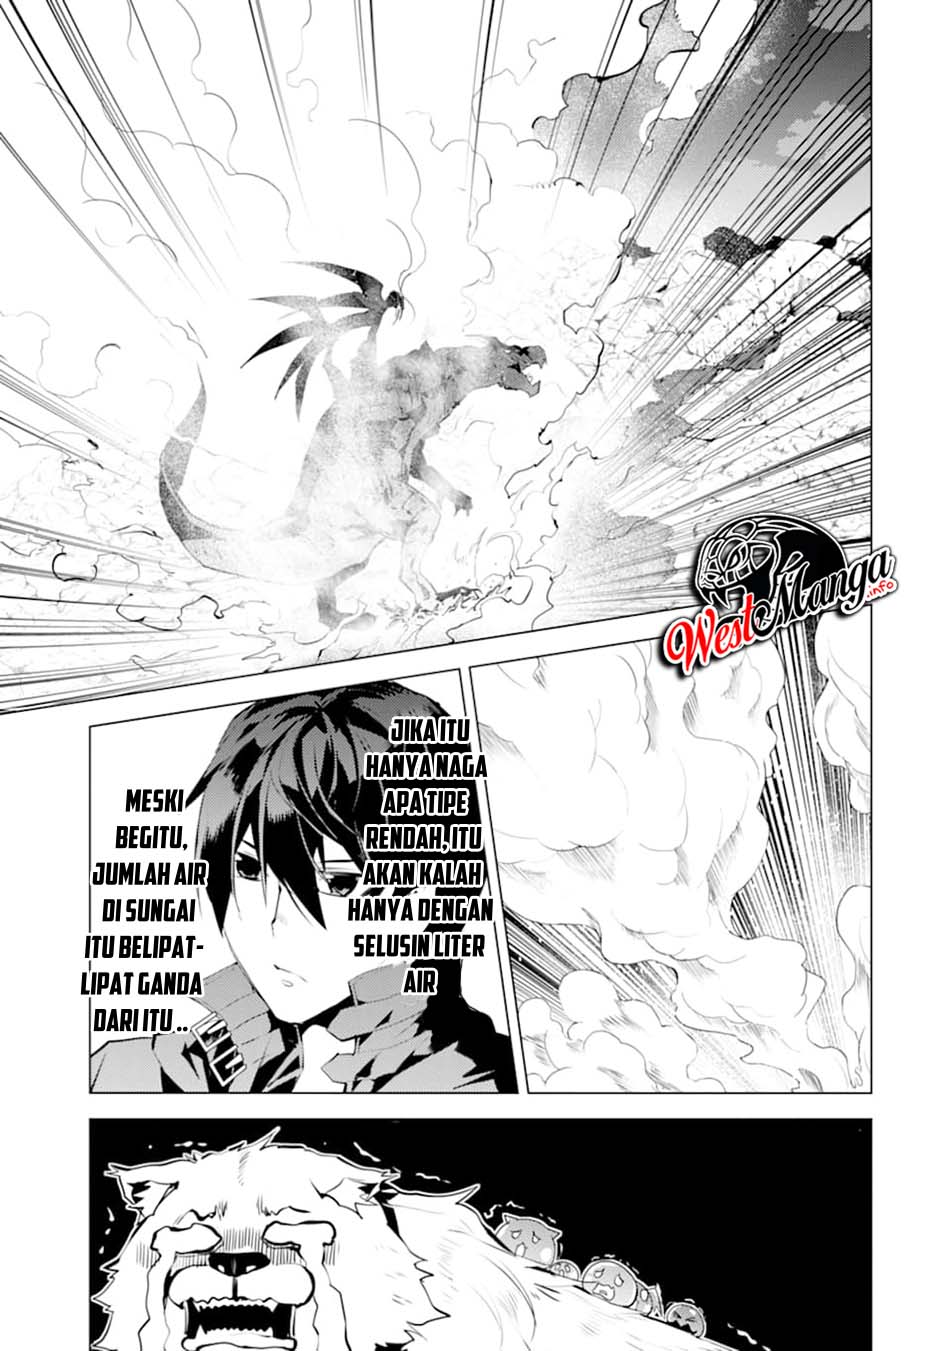 WestManga
.info
JIKA ITU
HANYA NAGA
APA TIPE
RENDAH, ITU
AKAN KALAH
HANYA DENGAN
SELUSIN LITER
AIR
MESKI
BEGITU,
JUMLAH AIR
DI SUNGAI
ITU BELIPAT-
LIPAT GANDA
DARI ITU ..